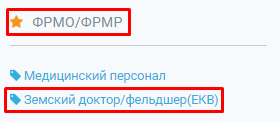 ФРМО/ФРМР
Медицинский персонал
Земский доктор/фельдшер(ЕКВ)